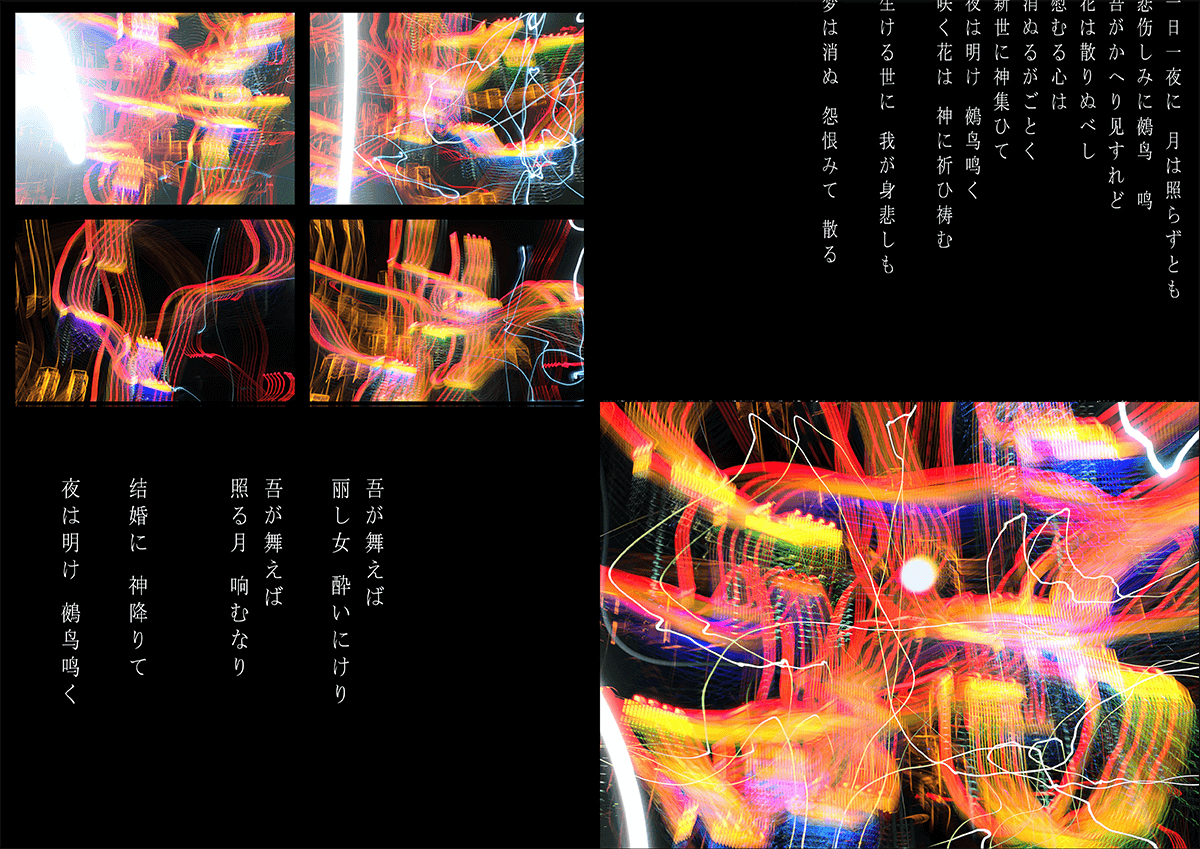 一日一夜に 月は照らずとも
悲伤しみに鵺鸟 鸣
吾がかへり见すれど
花は散りぬべし
慰むる心は
消ぬるがごとく
新世に神集ひて
夜は明け 鵺鸟鸣く
咲く花は 神に祈ひ祷む
生ける世に 我が身悲しも
梦は消ぬ 怨恨みて 散る
吾が舞えば
丽し女 酔いにけり
吾が舞えば
照る月 响むなり
结婚に 神降りて
夜は明け 鵺鸟鸣く